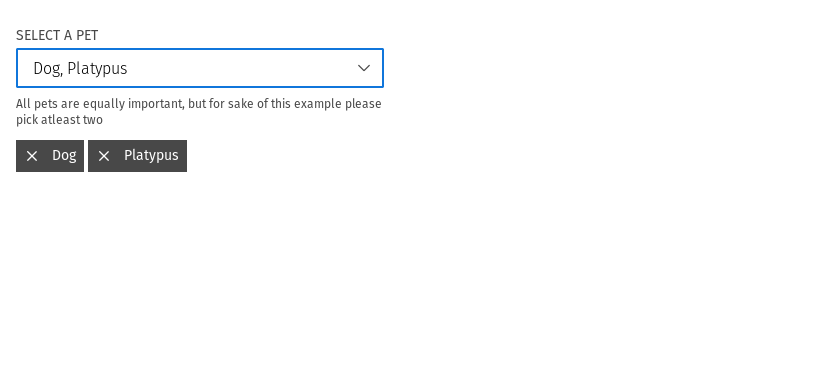 SELECT A PET
Dog, Platypus
All pets are equally important, but for sake of this example please
pick atleast two
Dog Platypus